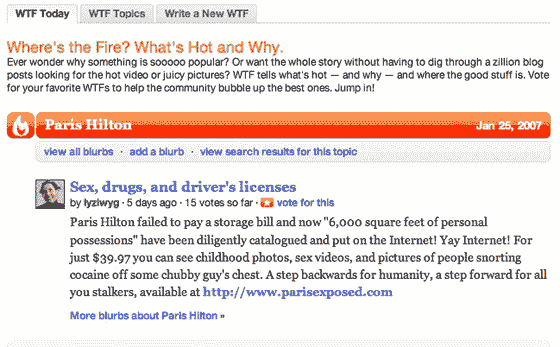 WTF Today WTF Topics Write a New WTF
Where's the Fire? What's Hot and Why.
Ever wonder why something is sooooo popular? Or want the whole story without having to dig through a zillion blog
posts looking for the hot video or juicy pictures? WTF tells what's hot — and why — and where the good stuff is. Vote
for your favorite WTFs to help the community bubble up the best ones. Jump in!
Paris Hilton Jan 25, 2007
view all blurbs · add a blurb · view search results for this topic
Sex, drugs, and driver's licenses
by lyzlwyg · 5 days ago · 15 votes so far · vote for this
Paris Hilton failed to pay a storage bill and now "6,000 square feet of personal
possessions" have been diligently catalogued and put on the Internet! Yay Internet! For
just $39.97 you can see childhood photos, sex videos, and pictures of people snorting
cocaine off some chubby guy's chest. A step backwards for humanity, a step forward for all
you stalkers, available at http://www.parisexposed.com
More blurbs about Paris Hilton »